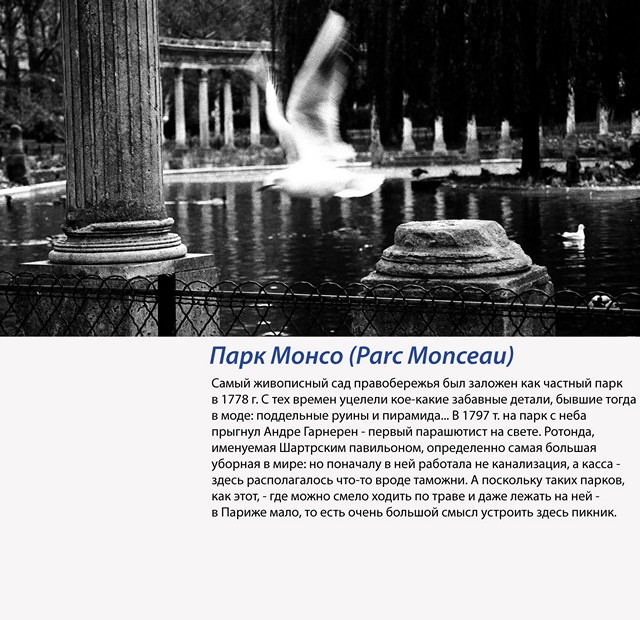 Парк Монсо (Parc Monceau)
Самый живописный сад правобережья был заложен как частный парк
в 1778 г. С тех времен уцелели кое-какие забавные детали, бывшие тогда
в моде: поддельные руины и пирамида... В 1797 т. на парк с неба
прыгнул Андре Гарнерен - первый парашютист на свете. Ротонда,
именуемая Шартрским павильоном, определенно самая большая
уборная в мире: но поначалу в ней работала не канализация, а касса -
здесь располагалось что-то вроде таможни. А поскольку таких парков,
как этот, - где можно смело ходить по траве и даже лежать на ней -
в Париже мало, то есть очень большой смысл устроить здесь пикник.